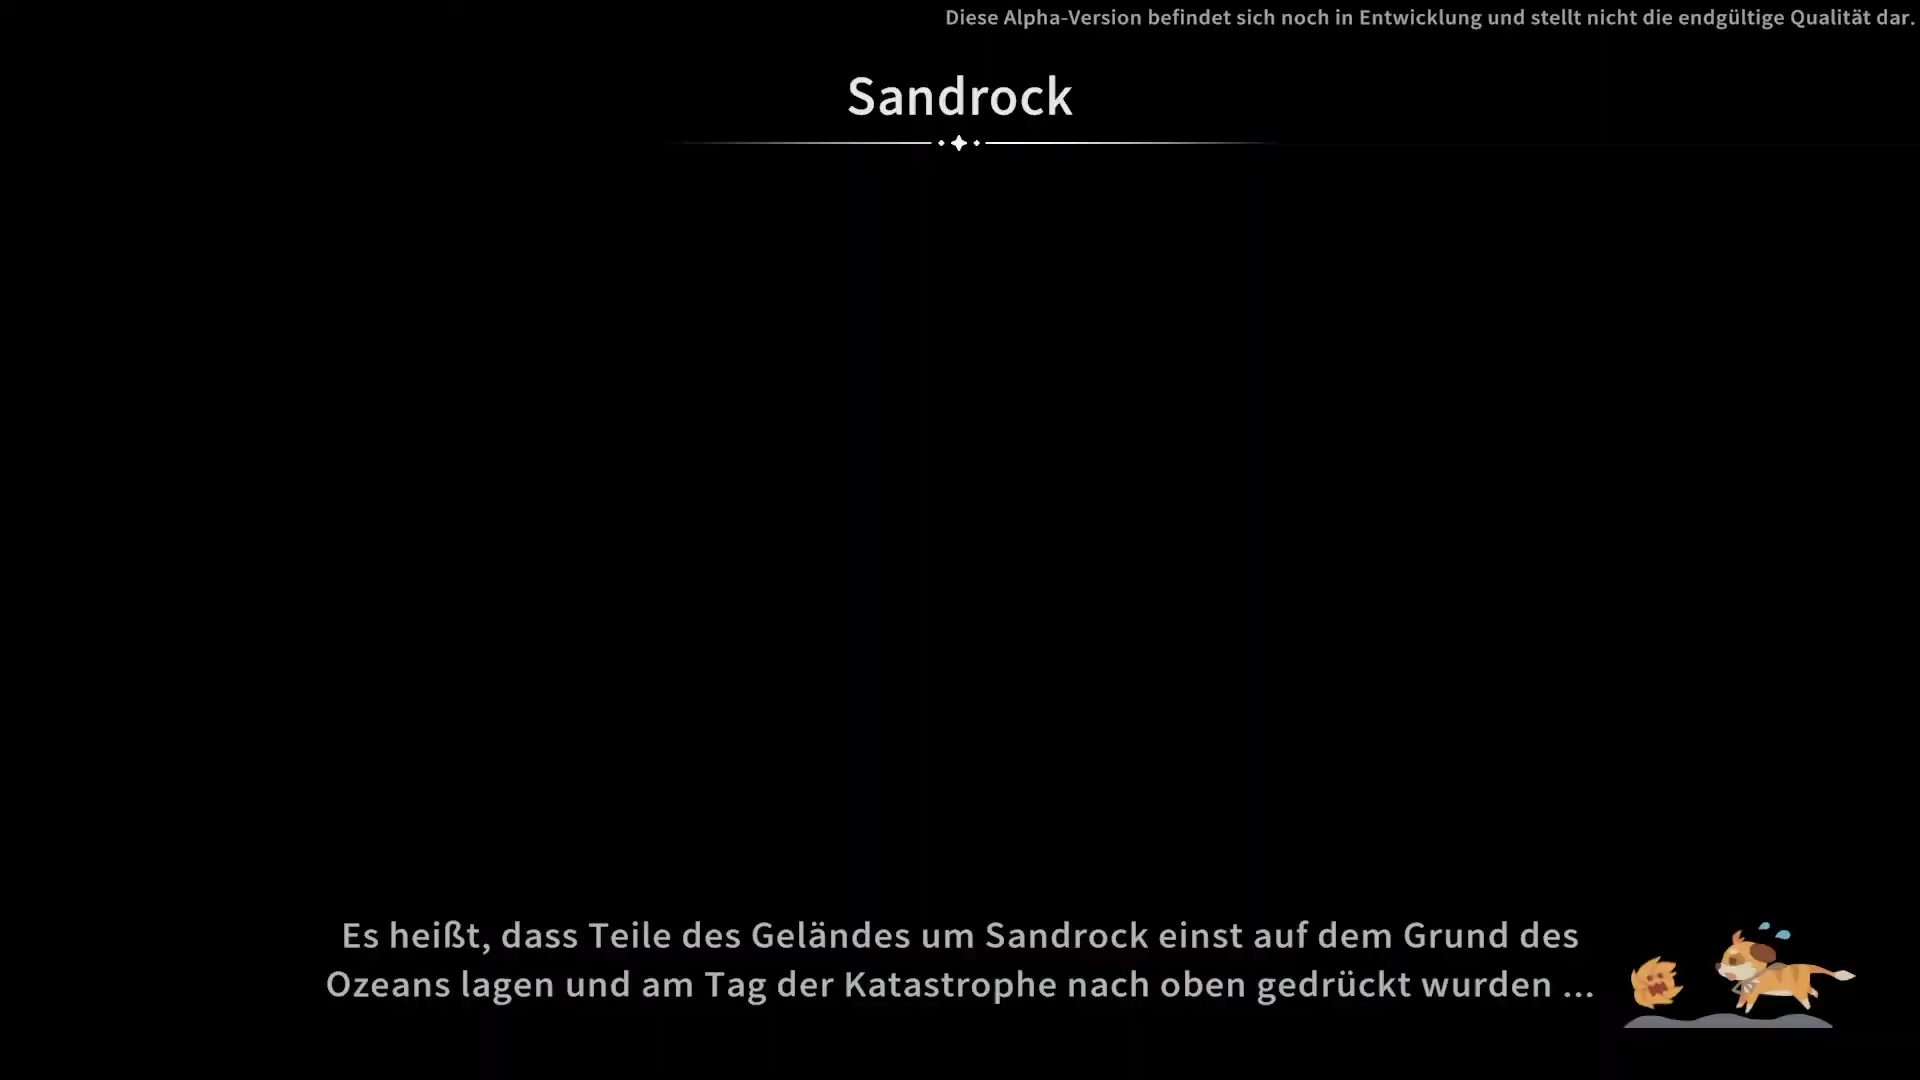 Diese Alpha-Version befindet sich noch in Entwicklung und stellt nicht die endgültige Qualität dar.
Sandrock
Es heißt, dass Teile des Geländes um Sandrock einst auf dem Grund des
Ozeans lagen und am Tag der Katastrophe nach oben gedrückt wurden ...